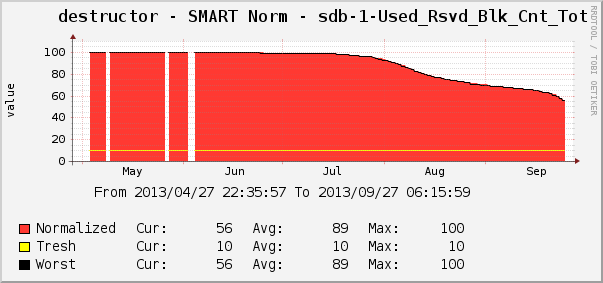 destructor - SMART Norm - sdb-1-Used_Rsvd_Blk_Cnt_Tot
RRDTOOL / TOBI OETIKER
value
100
80
60
40
20
0
May Jun Jul Aug Sep
From 2013/04/27 22:35:57 To 2013/09/27 06:15:59
Normalized Cur: 56 Avg: 89 Max: 100
Tresh Cur: 10 Avg: 10 Max: 10
Worst Cur: 56 Avg: 89 Max: 100